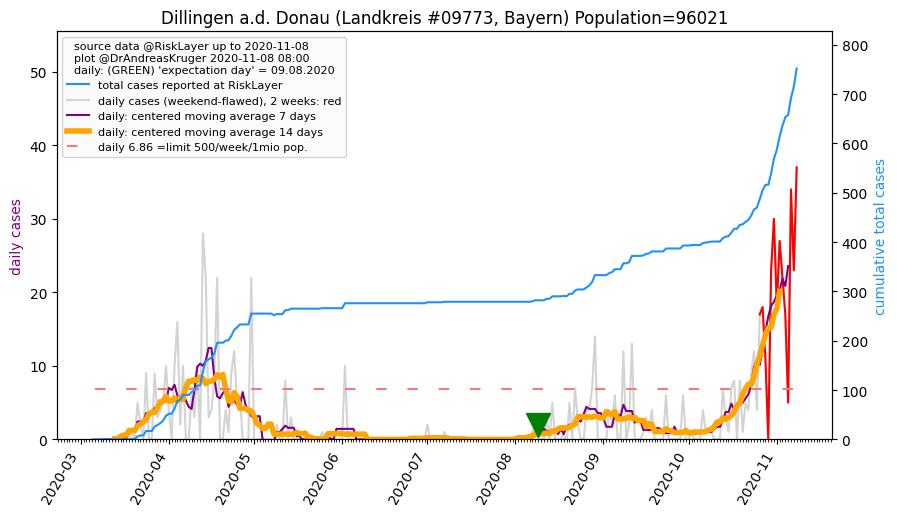 Dillingen a.d. Donau (Landkreis #09773, Bayern) Population=96021
source data @RiskLayer up to 2020-11-08
plot @DrAndreasKruger 2020-11-08 08:00
daily: (GREEN) 'expectation day' = 09.08.2020
total cases reported at RiskLayer
daily cases (weekend-flawed), 2 weeks: red
daily: centered moving average 7 days
daily: centered moving average 14 days
daily 6.86 =limit 500/week/1mio pop.
daily cases
50
40
30
20
10
0
800
700
600
500
400
300
200
100
0
cumulative total cases
2020-03
2020-04
2020-05
2020-06
2020-07
2020-08
2020-09
2020-10
2020-11